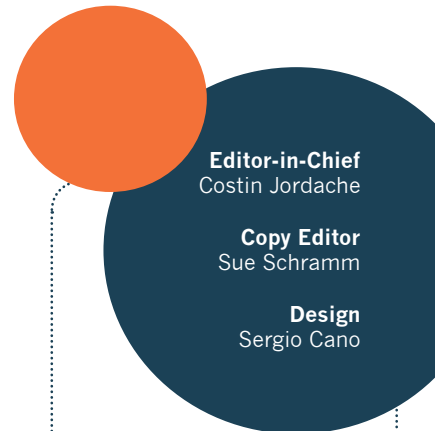 Editor-in-Chief
Costin Jordache
Copy Editor
Sue Schramm
Design
Sergio Cano